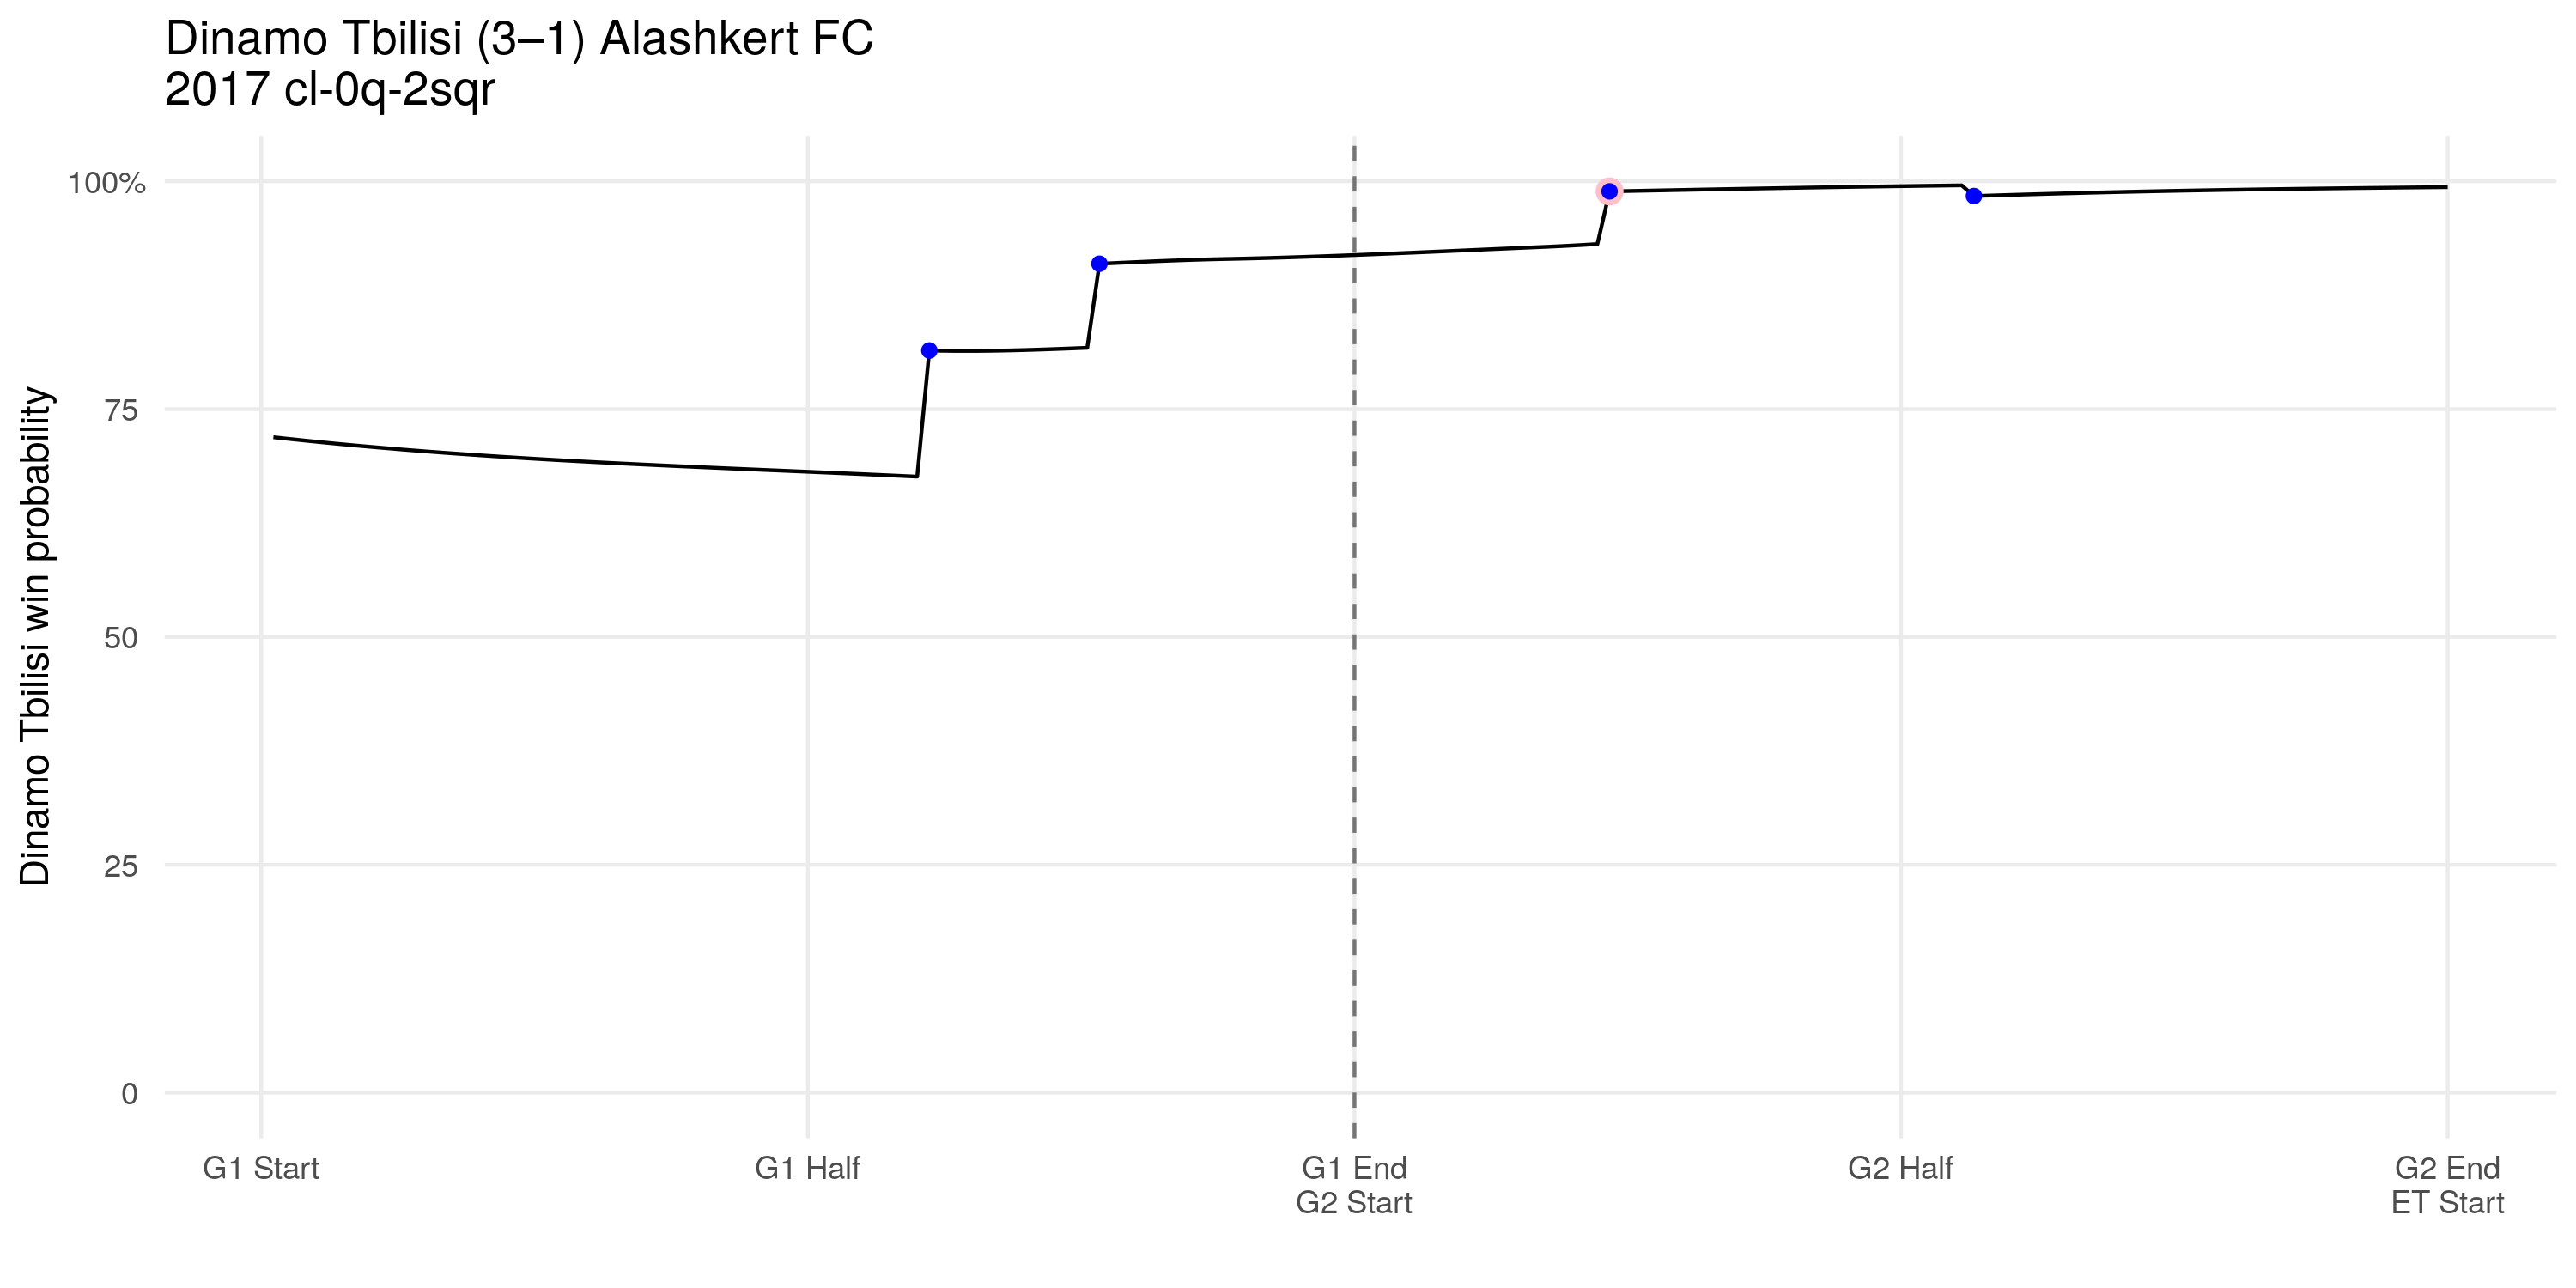 Dinamo Tbilisi (3–1) Alashkert FC
2017 cl-0q-2sqr
Dinamo Tbilisi win probability
100%
75
50
25
0
G1 Start
G1 Half
G1 End
G2 Start
G2 Half
G2 End
ET Start